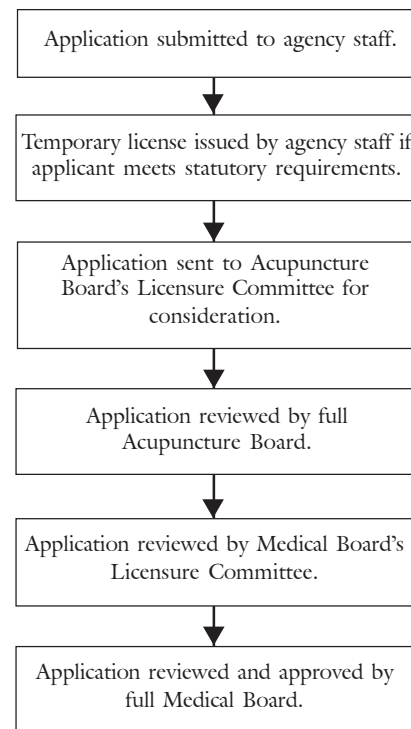 Application submitted to agency staff.
Temporary license issued by agency staff if
applicant meets statutory requirements.
Application sent to Acupuncture
Board's Licensure Committee for
consideration.
Application reviewed by full
Acupuncture Board.
Application reviewed by Medical Board's
Licensure Committee.
Application reviewed and approved by
full Medical Board.